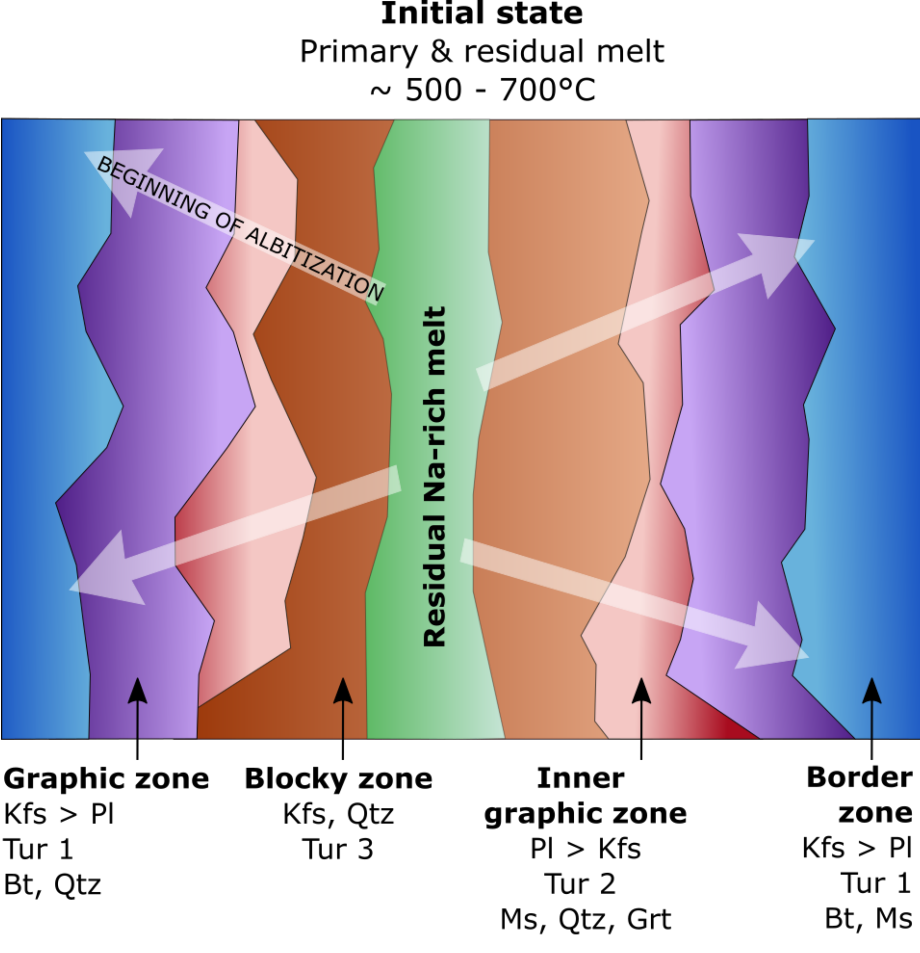 Initial state
Primary & residual melt
~ 500 - 700°C
BEGINNING OF ALBITIZATION
Residual Na-rich melt
Graphic zone
Kfs > Pl
Tur 1
Bt, Qtz
Blocky zone
Kfs, Qtz
Tur 3
Inner
graphic zone
Pl > Kfs
Tur 2
Ms, Qtz, Grt
Border
zone
Kfs > Pl
Tur 1
Bt, Ms